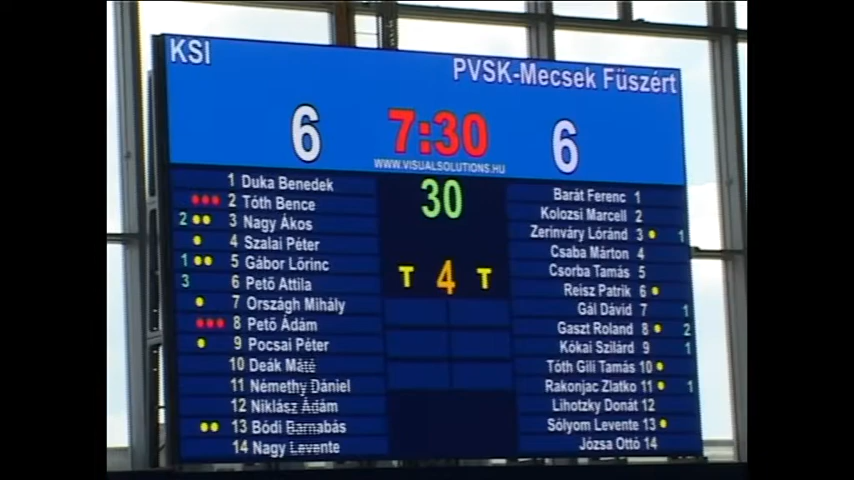 KSI
PVSK-Mecsek Füszért
6 7:30 6
WWW.VISUALSOLUTIONS.HU
30
T 4 T
1 Duka Benedek
2 Tóth Bence
2 3 Nagy Ákos
4 Szalai Péter
1 5 Gábor Lőrinc
3 6 Pető Attila
7 Országh Mihály
8 Pető Ádám
9 Pocsai Péter
10 Deák Máté
11 Némethy Dániel
12 Niklász Ádám
13 Bódi Barnabás
14 Nagy Levente
Barát Ferenc 1
Kolozsi Marcell 2
Zerinváry Lóránd 3 1
Csaba Márton 4
Csorba Tamás 5
Reisz Patrik 6
Gál Dávid 7 1
Gaszt Roland 8 2
Kókai Szilárd 9 1
Tóth Gili Tamás 10
Rakonjac Zlatko 11 1
Lihotzky Donát 12
Sólyom Levente 13
Józsa Ottó 14